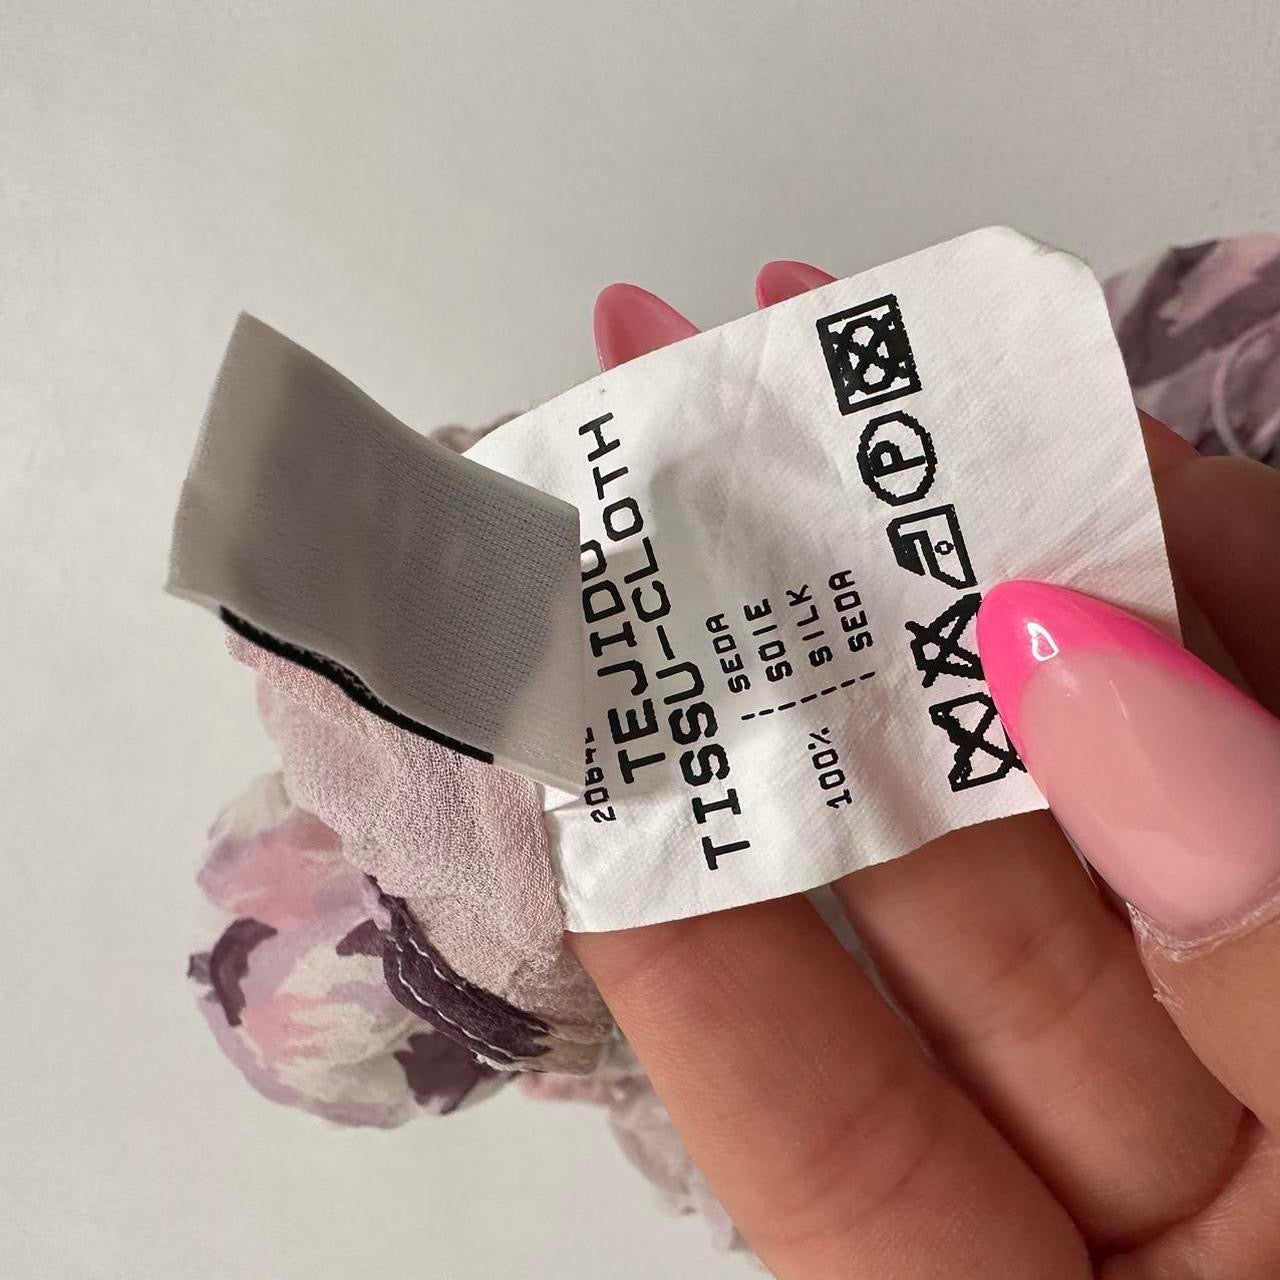 TEJIDO
TISSU-CLOTH
SEDA
SOIE
SILK
100% SEDA
P